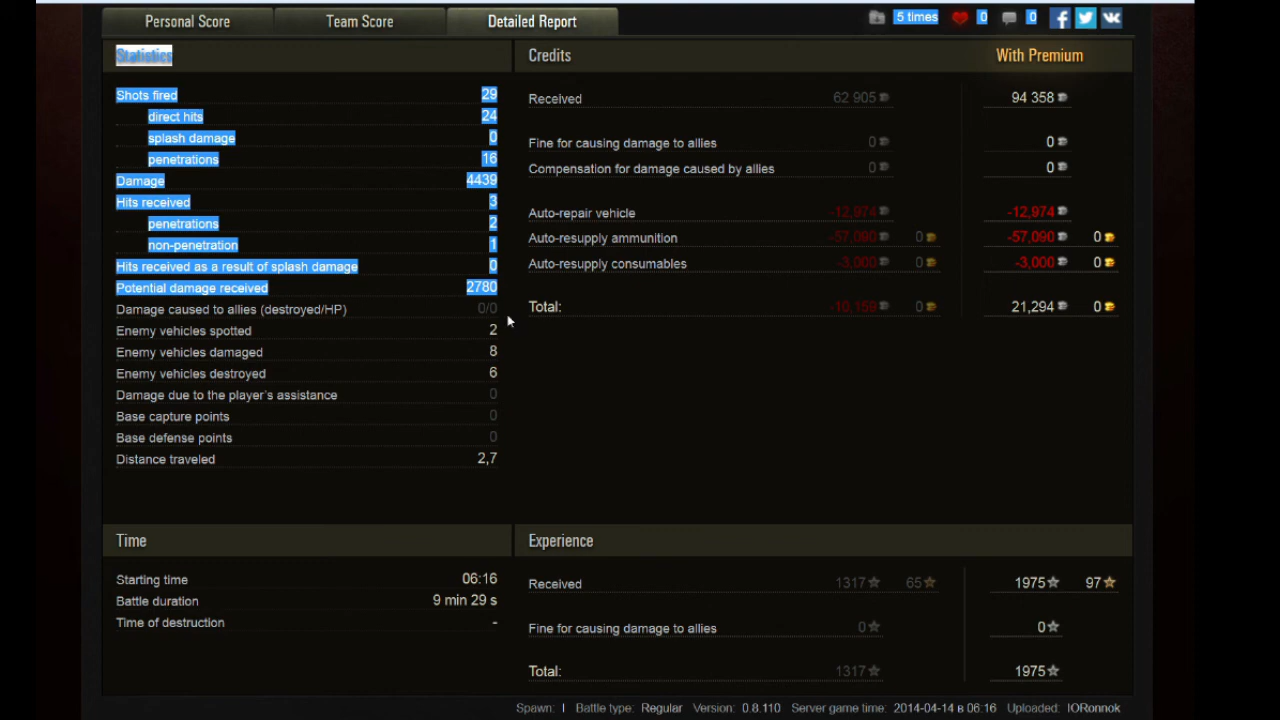 Personal Score Team Score Detailed Report 5 times 0 0
Statistics
Shots fired 29
direct hits 24
splash damage 0
penetrations 16
Damage 4439
Hits received 3
penetrations 2
non-penetration 1
Hits received as a result of splash damage 0
Potential damage received 2780
Damage caused to allies (destroyed/HP) 0/0
Enemy vehicles spotted 2
Enemy vehicles damaged 8
Enemy vehicles destroyed 6
Damage due to the player's assistance 0
Base capture points 0
Base defense points 0
Distance traveled 2,7
Credits With Premium
Received 62 905 94 358
Fine for causing damage to allies 0 0
Compensation for damage caused by allies 0 0
Auto-repair vehicle -12,974 -12,974
Auto-resupply ammunition -57,090 0 -57,090 0
Auto-resupply consumables -3,000 0 -3,000 0
Total: -10,159 0 21,294 0
Time
Starting time 06:16
Battle duration 9 min 29 s
Time of destruction -
Experience
Received 1317 65 1975 97
Fine for causing damage to allies 0 0
Total: 1317 1975
Spawn: I Battle type: Regular Version: 0.8.110 Server game time: 2014-04-14 в 06:16 Uploaded: IORonnok